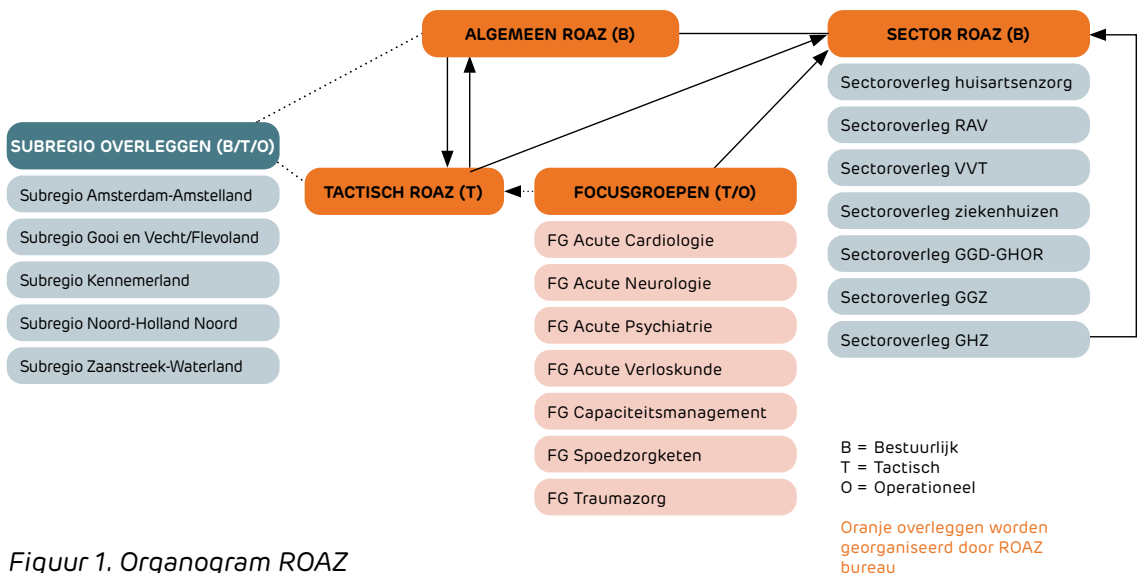 ALGEMEEN ROAZ (B)
SECTOR ROAZ (B)
Sectoroverleg huisartsenzorg
Sectoroverleg RAV
Sectoroverleg VVT
Sectoroverleg ziekenhuizen
Sectoroverleg GGD-GHOR
Sectoroverleg GGZ
Sectoroverleg GHZ
SUBREGIO OVERLEGGEN (B/T/O)
Subregio Amsterdam-Amstelland
Subregio Gooi en Vecht/Flevoland
Subregio Kennemerland
Subregio Noord-Holland Noord
Subregio Zaanstreek-Waterland
TACTISCH ROAZ (T)
FOCUSGROEPEN (T/O)
FG Acute Cardiologie
FG Acute Neurologie
FG Acute Psychiatrie
FG Acute Verloskunde
FG Capaciteitsmanagement
FG Spoedzorgketen
FG Traumazorg
B = Bestuurlijk
T = Tactisch
O = Operationeel
Oranje overleggen worden
georganiseerd door ROAZ
bureau
Figuur 1. Organogram ROAZ